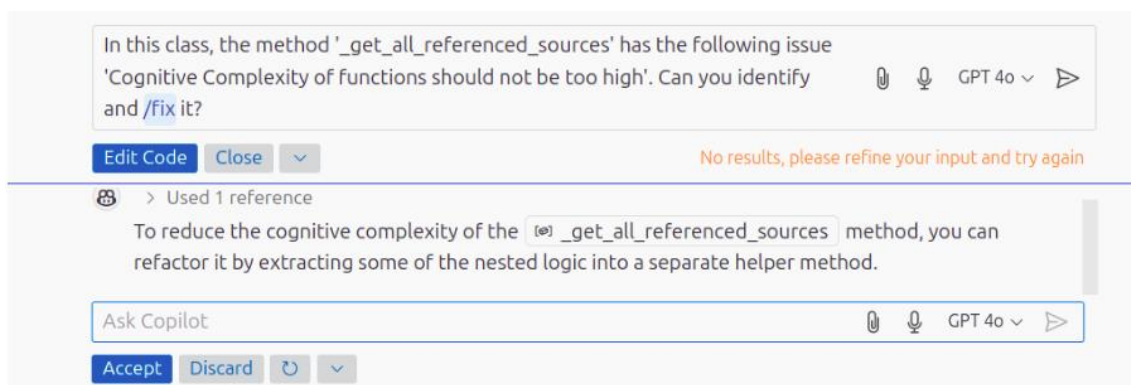 In this class, the method '_get_all_referenced_sources' has the following issue
'Cognitive Complexity of functions should not be too high'. Can you identify
and /fix it?
GPT 4o
Edit Code Close
No results, please refine your input and try again
> Used 1 reference
To reduce the cognitive complexity of the _get_all_referenced_sources method, you can
refactor it by extracting some of the nested logic into a separate helper method.
Ask Copilot
GPT 4o
Accept Discard